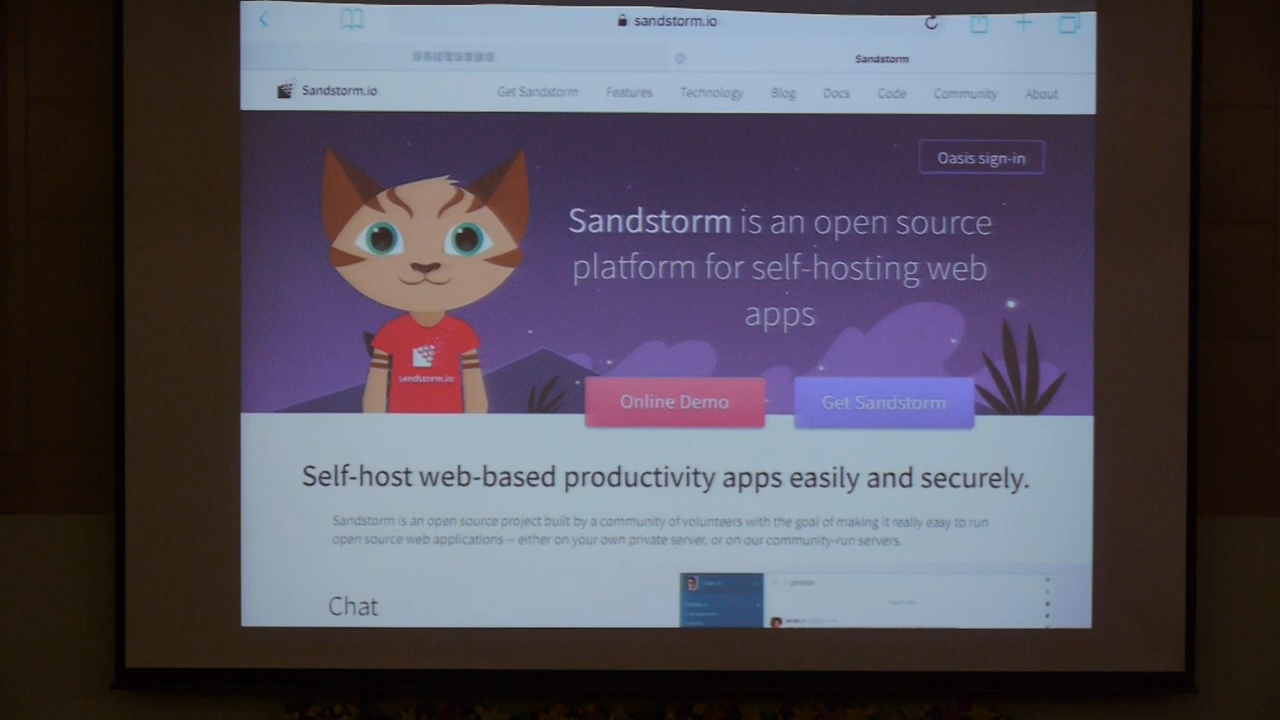 sandstorm.io
Sandstorm
Sandstorm.io
Get Sandstorm Features Technology Blog Docs Code Community About
Oasis sign-in
Sandstorm is an open source
platform for self-hosting web
apps
sandstorm.io
Online Demo
Get Sandstorm
Self-host web-based productivity apps easily and securely.
Sandstorm is an open source project built by a community of volunteers with the goal of making it really easy to run
open source web applications — either on your own private server, or on our community-run servers.
Chat